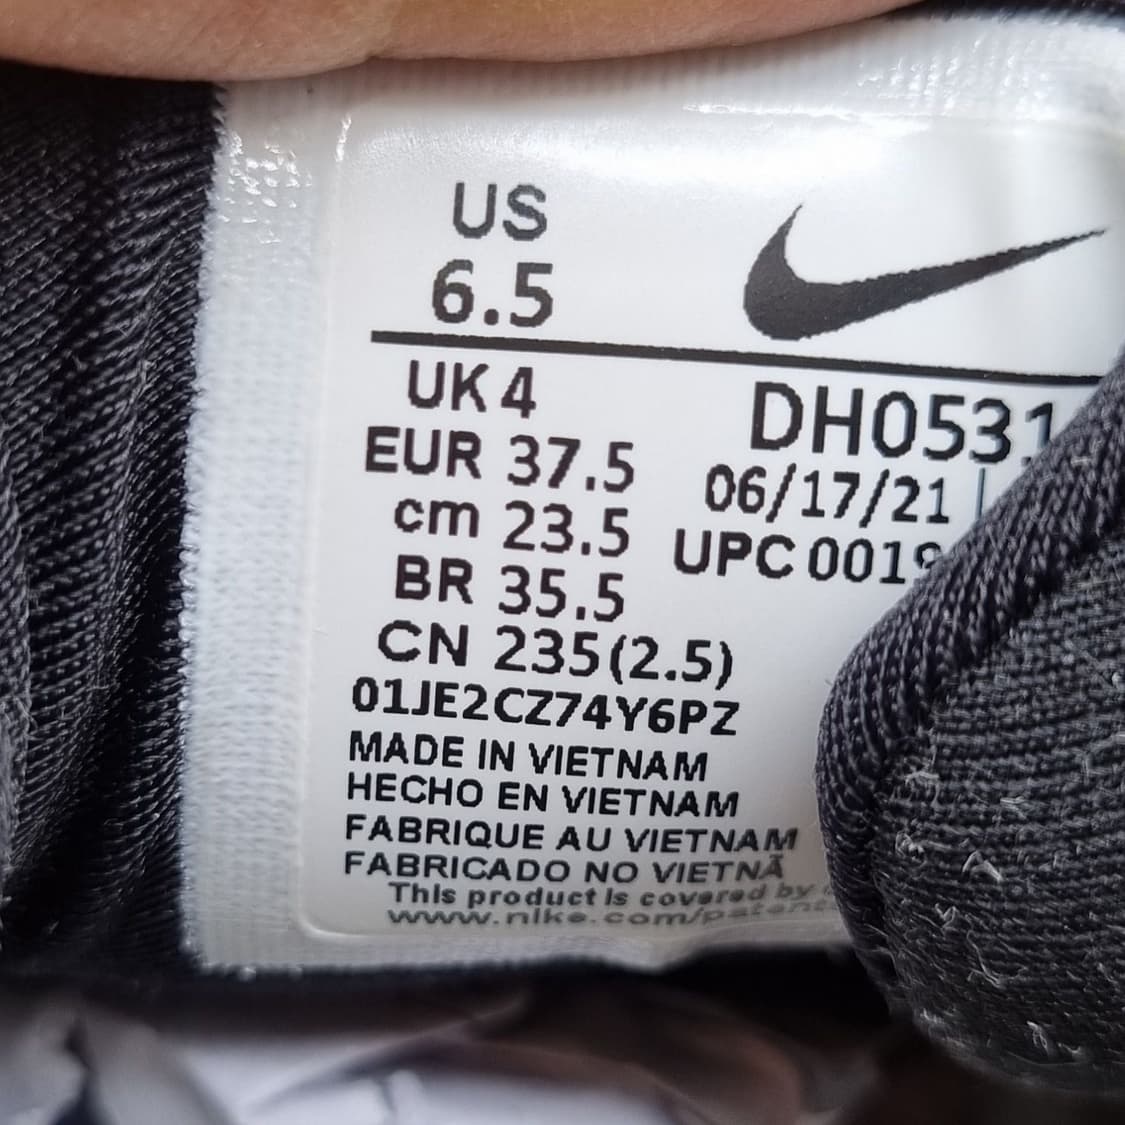 US
6.5
UK 4
EUR 37.5
cm 23.5
BR 35.5
CN 235(2.5)
DH0531
06/17/21
UPC 0019
01JE2CZ74Y6PZ
MADE IN VIETNAM
HECHO EN VIETNAM
FABRIQUE AU VIETNAM
FABRICADO NO VIETNÃ
This product is covered by
www.nike.com/patent